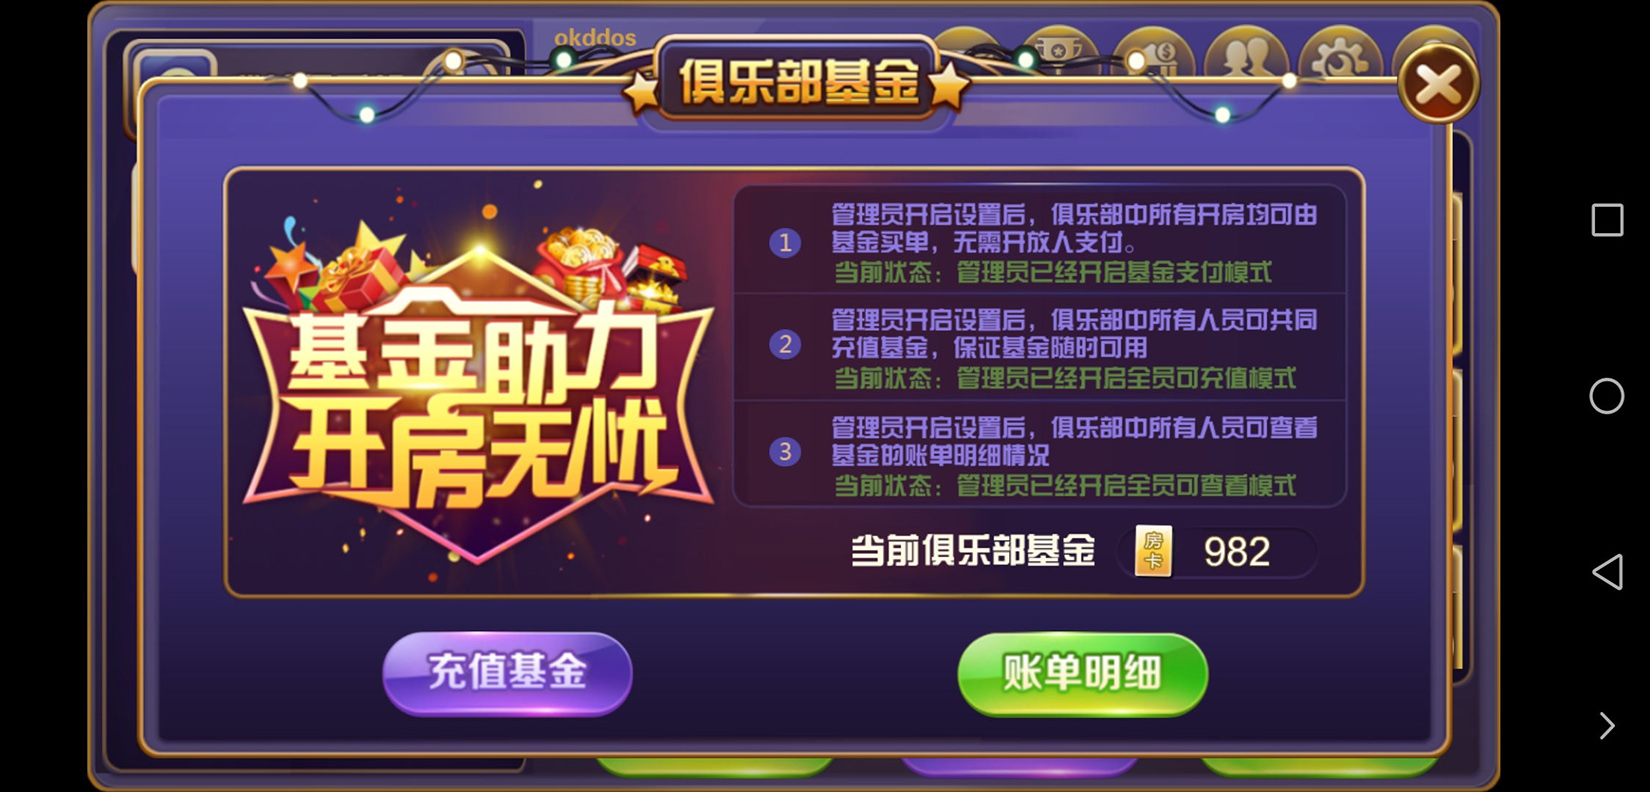 okddos
俱乐部基金
基金助力
开房无忧
1
管理员开启设置后，俱乐部中所有开房均可由
基金买单，无需开放人支付。
当前状态：管理员已经开启基金支付模式
2
管理员开启设置后，俱乐部中所有人员可共同
充值基金，保证基金随时可用
当前状态：管理员已经开启全员可充值模式
3
管理员开启设置后，俱乐部中所有人员可查看
基金的账单明细情况
当前状态：管理员已经开启全员可查看模式
当前俱乐部基金
房卡
982
充值基金
账单明细